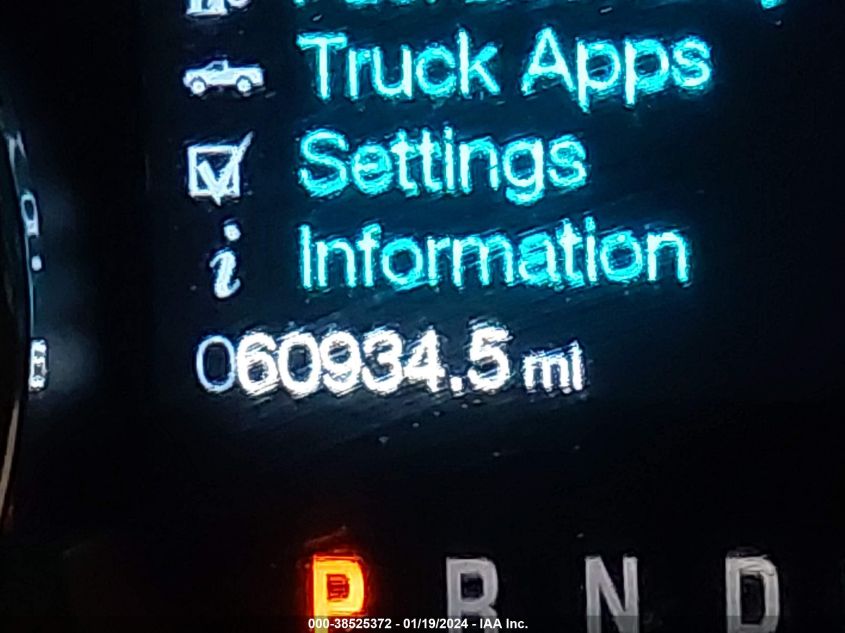 Truck Apps
Settings
Information
060934.5 mi
P R N D
000-38525372 - 01/19/2024 - IAA Inc.